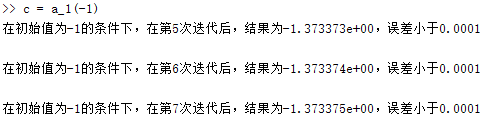 >> c = a_1(-1)
在初始值为-1的条件下，在第5次迭代后，结果为-1.373373e+00，误差小于0.0001
在初始值为-1的条件下，在第6次迭代后，结果为-1.373374e+00，误差小于0.0001
在初始值为-1的条件下，在第7次迭代后，结果为-1.373375e+00，误差小于0.0001